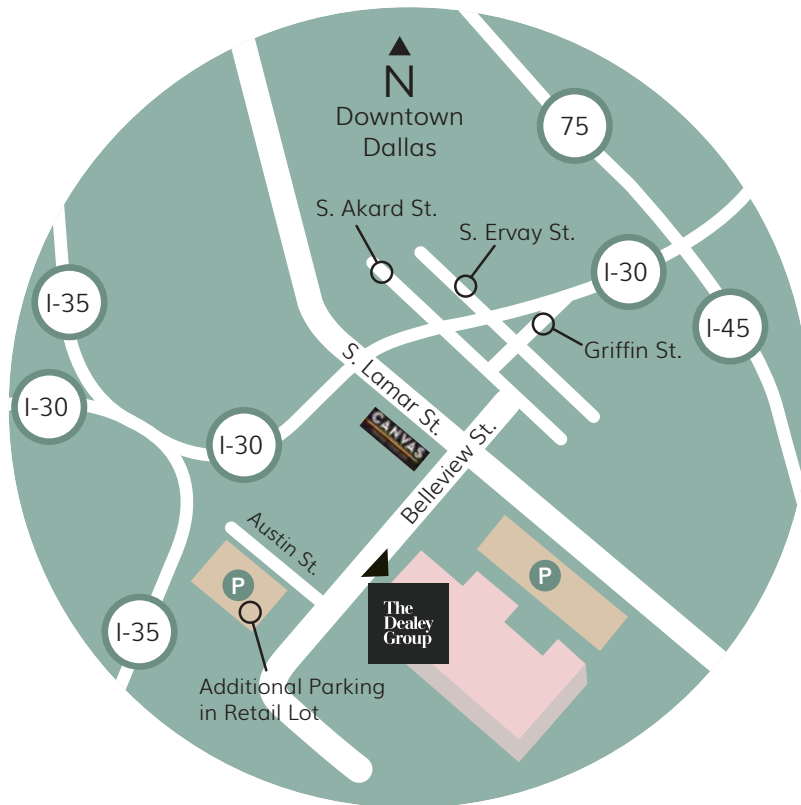 N
Downtown
Dallas
75
S. Akard St.
S. Ervay St.
I-30
I-35
I-45
Griffin St.
S. Lamar St.
I-30
CANVAS
I-30
Belleview St.
Austin St.
P
P
The
Dealey
Group
I-35
Additional Parking
in Retail Lot